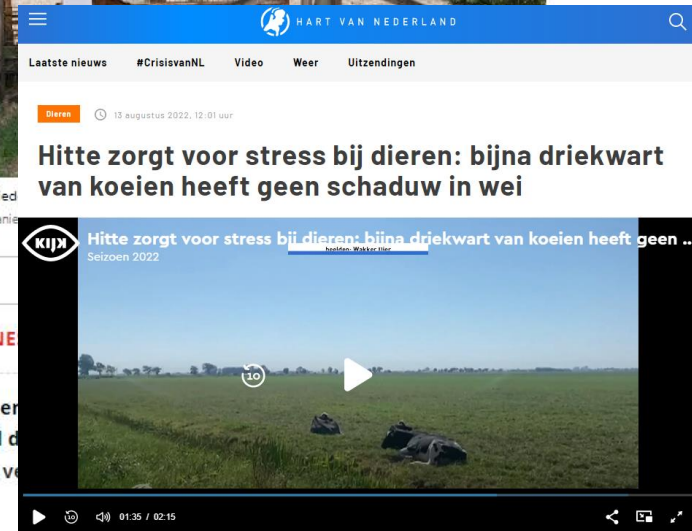 HART VAN NEDERLAND
Laatste nieuws #CrisisvanNL Video Weer Uitzendingen
Dieren 13 augustus 2022, 12:01 uur
Hitte zorgt voor stress bij dieren: bijna driekwart
van koeien heeft geen schaduw in wei
KIJK
Hitte zorgt voor stress bij dieren: bijna driekwart van koeien heeft geen ...
Seizoen 2022
beelden: Wakker Dier
10
10 01:35 / 02:15